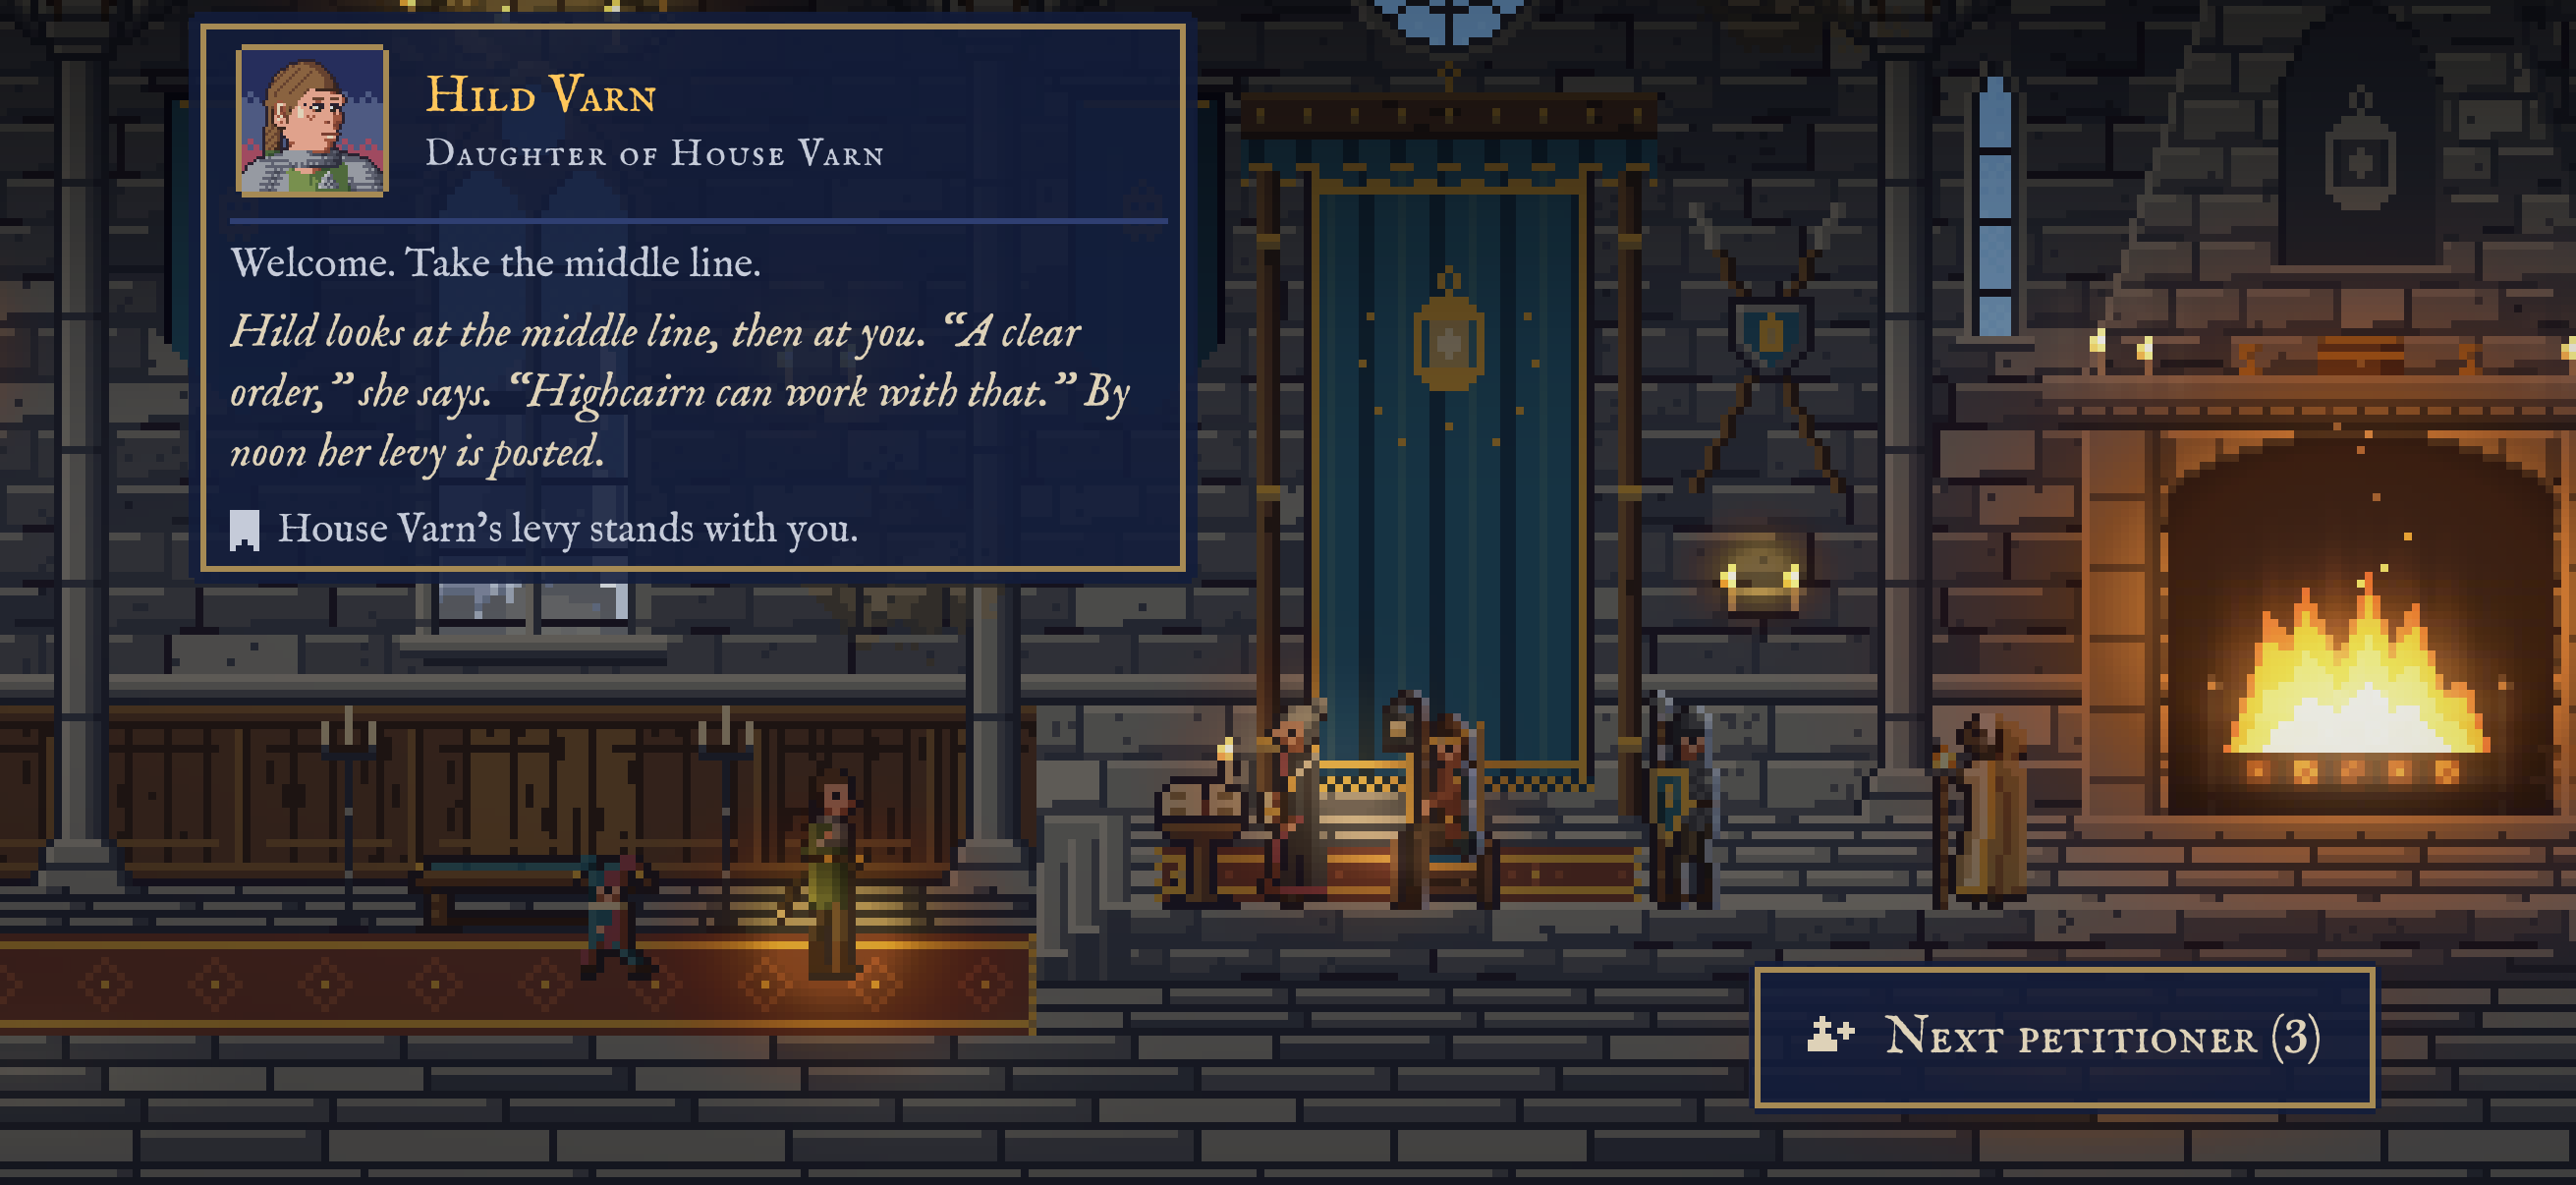 Hild Varn
Daughter of House Varn
Welcome. Take the middle line.
Hild looks at the middle line, then at you. “A clear
order,” she says. “Highcairn can work with that.” By
noon her levy is posted.
House Varn’s levy stands with you.
Next petitioner (3)